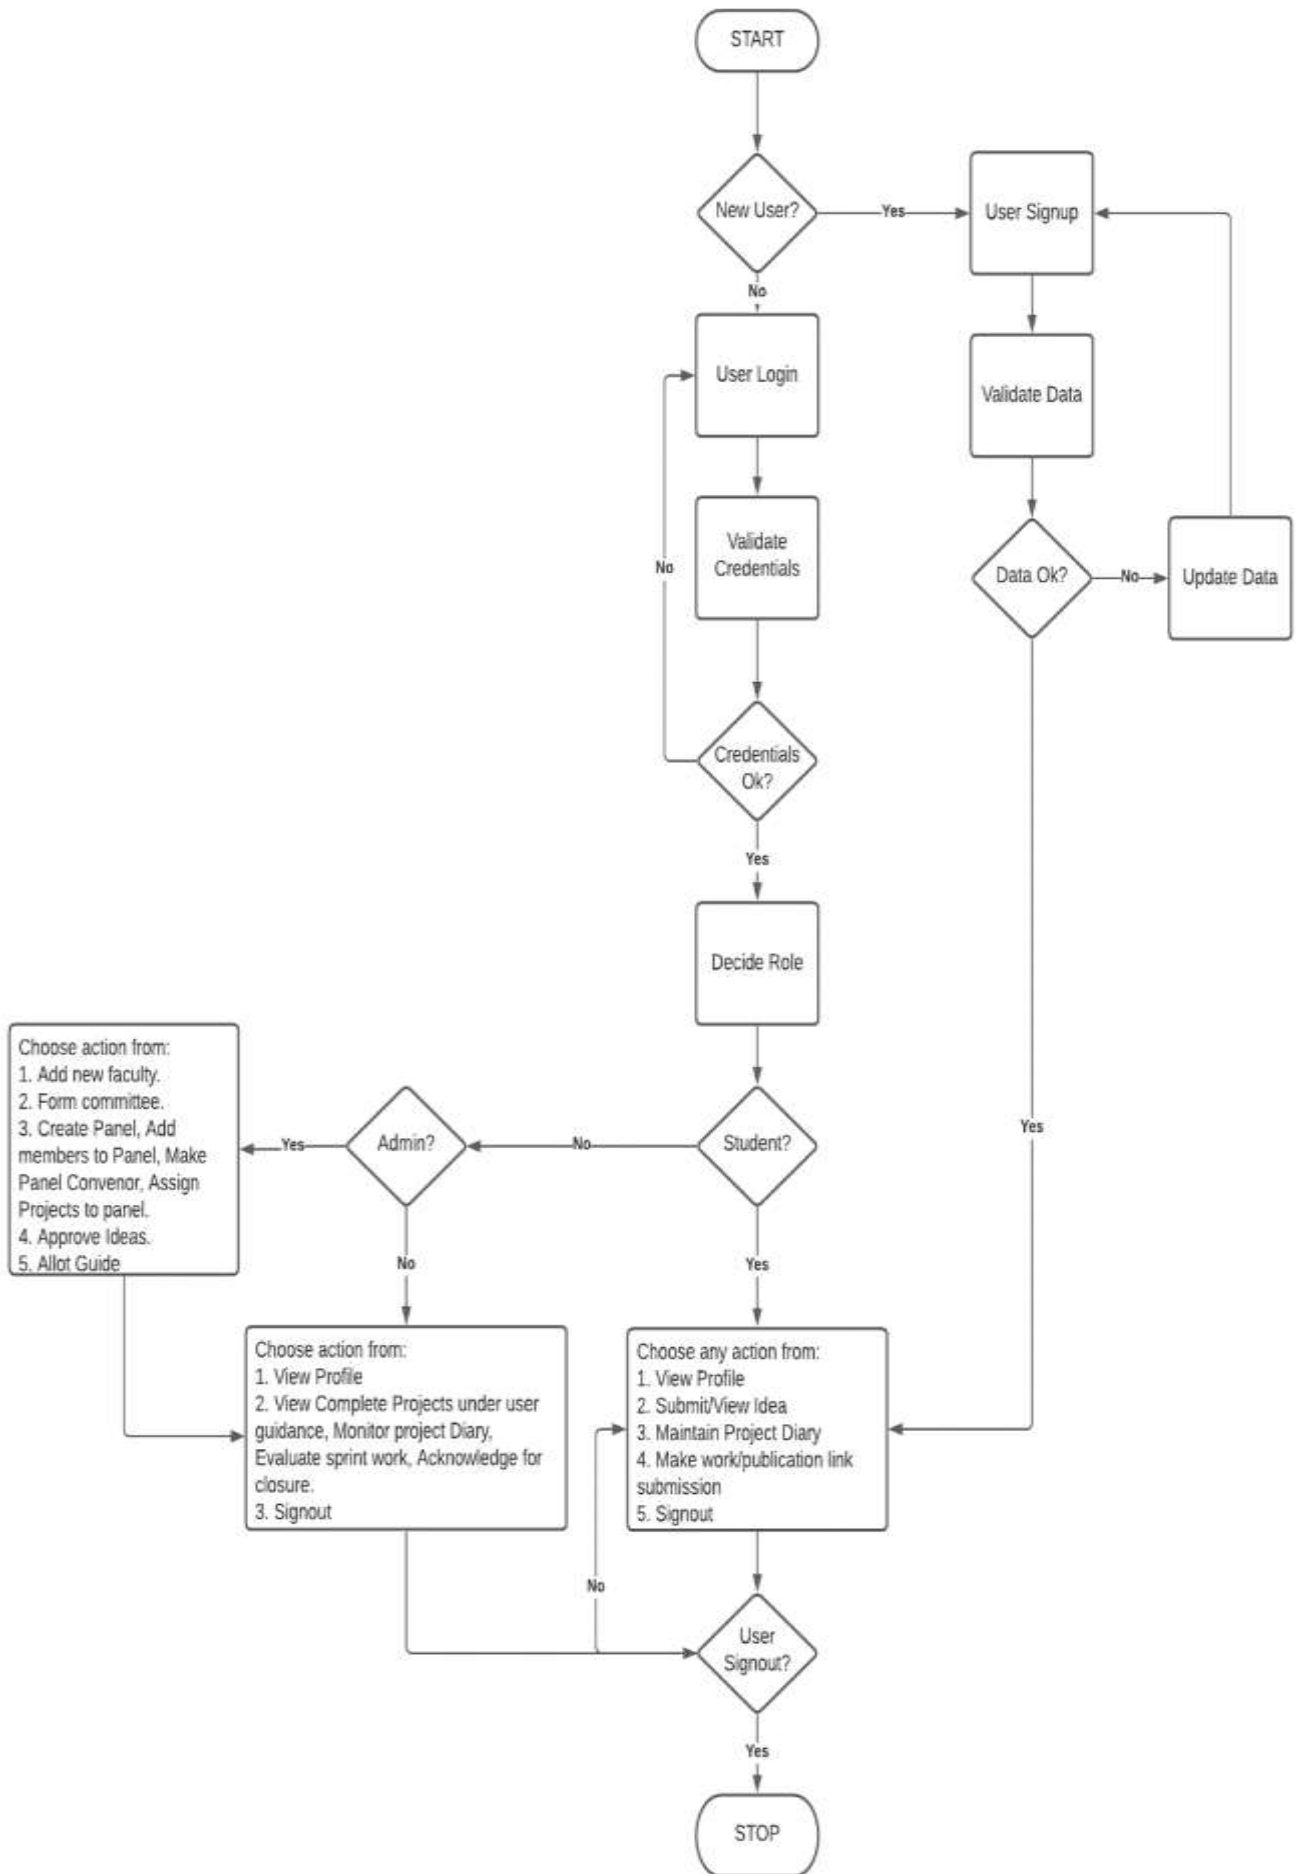 START
New User?
Yes
User Signup
No
User Login
Validate Data
Validate
Credentials
No
Data Ok?
No
Update Data
Credentials
Ok?
Yes
Decide Role
Choose action from:
1. Add new faculty.
2. Form committee.
3. Create Panel, Add
members to Panel, Make
Panel Convenor, Assign
Projects to panel.
4. Approve Ideas.
5. Allot Guide
Yes
Admin?
No
Student?
Yes
No
Yes
Choose action from:
1. View Profile
2. View Complete Projects under user
guidance, Monitor project Diary,
Evaluate sprint work, Acknowledge for
closure.
3. Signout
Choose any action from:
1. View Profile
2. Submit/View Idea
3. Maintain Project Diary
4. Make work/publication link
submission
5. Signout
No
User
Signout?
Yes
STOP